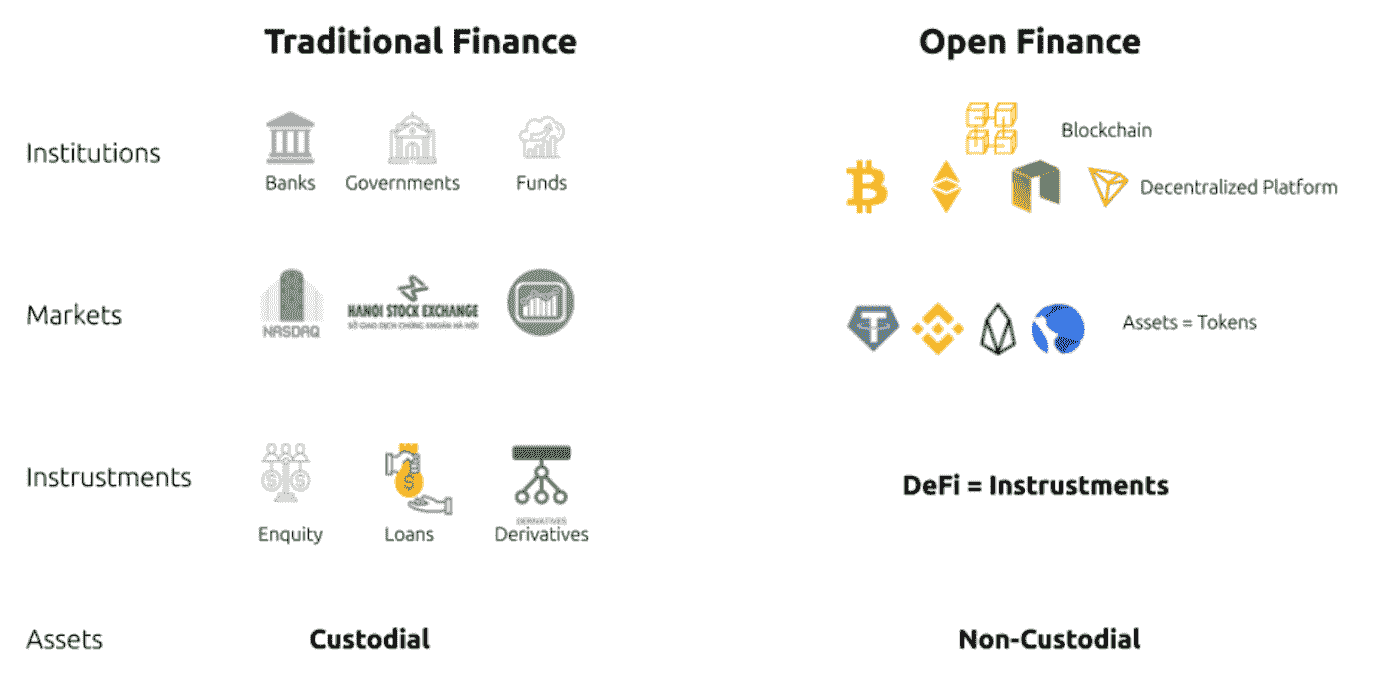 Traditional Finance
Open Finance
Institutions
Banks
Governments
Funds
Blockchain
Decentralized Platform
Markets
NASDAQ
HANOI STOCK EXCHANGE
SỞ GIAO DỊCH CHỨNG KHOÁN HÀ NỘI
Assets = Tokens
Instrustments
DERIVATIVES
Enquity
Loans
Derivatives
DeFi = Instrustments
Assets
Custodial
Non-Custodial